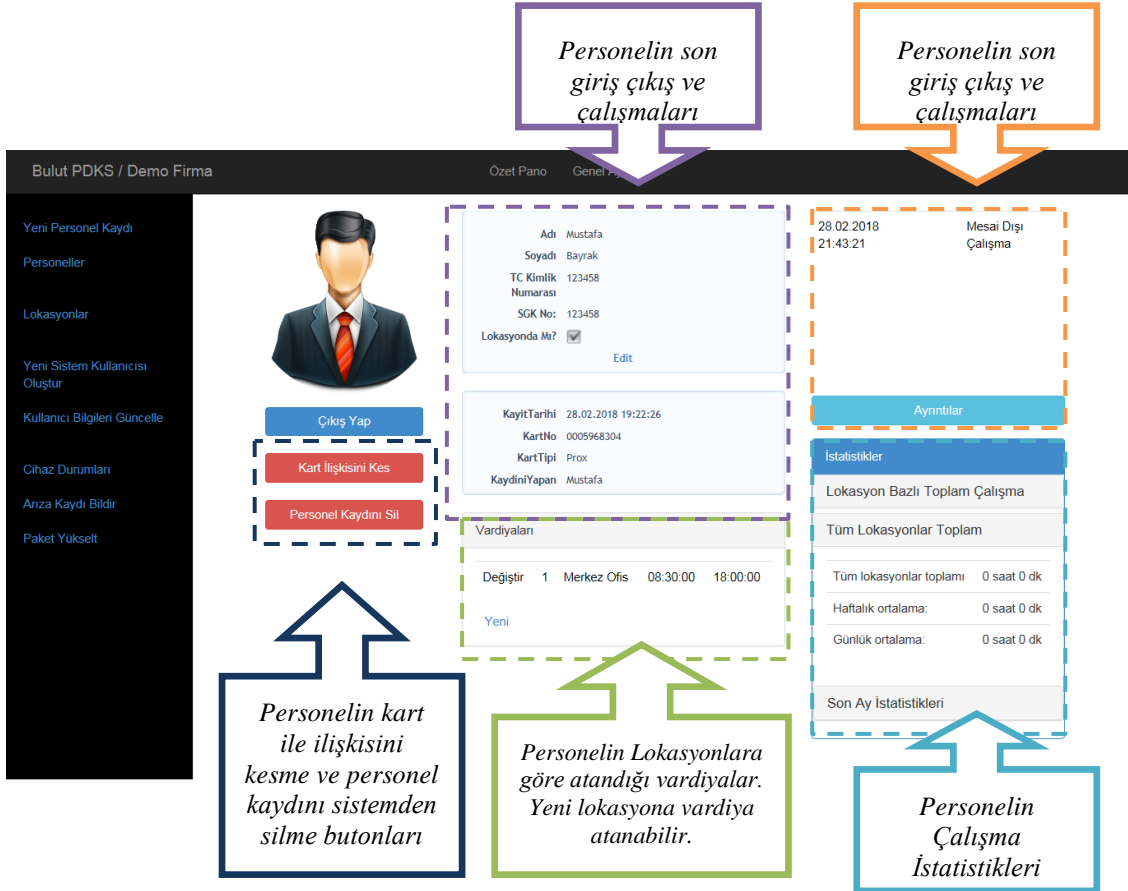 Personelin son
giriş çıkış ve
çalışmaları
Personelin son
giriş çıkış ve
çalışmaları
Bulut PDKS / Demo Firma
Özet Pano
Genel
Yeni Personel Kaydı
Personeller
Lokasyonlar
Yeni Sistem Kullanıcısı
Oluştur
Kullanıcı Bilgileri Güncelle
Cihaz Durumları
Arıza Kaydı Bildir
Paket Yükselt
Çıkış Yap
Kart İlişkisini Kes
Personel Kaydını Sil
Adı Mustafa
Soyadı Bayrak
TC Kimlik 123458
Numarası
SGK No: 123458
Lokasyonda Mı?
Edit
KayitTarihi 28.02.2018 19:22:26
KartNo 0005968304
KartTipi Prox
KaydiniYapan Mustafa
Vardiyaları
Değiştir 1 Merkez Ofis 08:30:00 18:00:00
Yeni
28.02.2018 Mesai Dışı
21:43:21 Çalışma
Ayrıntılar
İstatistikler
Lokasyon Bazlı Toplam Çalışma
Tüm Lokasyonlar Toplam
Tüm lokasyonlar toplamı 0 saat 0 dk
Haftalık ortalama: 0 saat 0 dk
Günlük ortalama: 0 saat 0 dk
Son Ay İstatistikleri
Personelin kart
ile ilişkisini
kesme ve personel
kaydını sistemden
silme butonları
Personelin Lokasyonlara
göre atandığı vardiyalar.
Yeni lokasyona vardiya
atanabilir.
Personelin
Çalışma
İstatistikleri